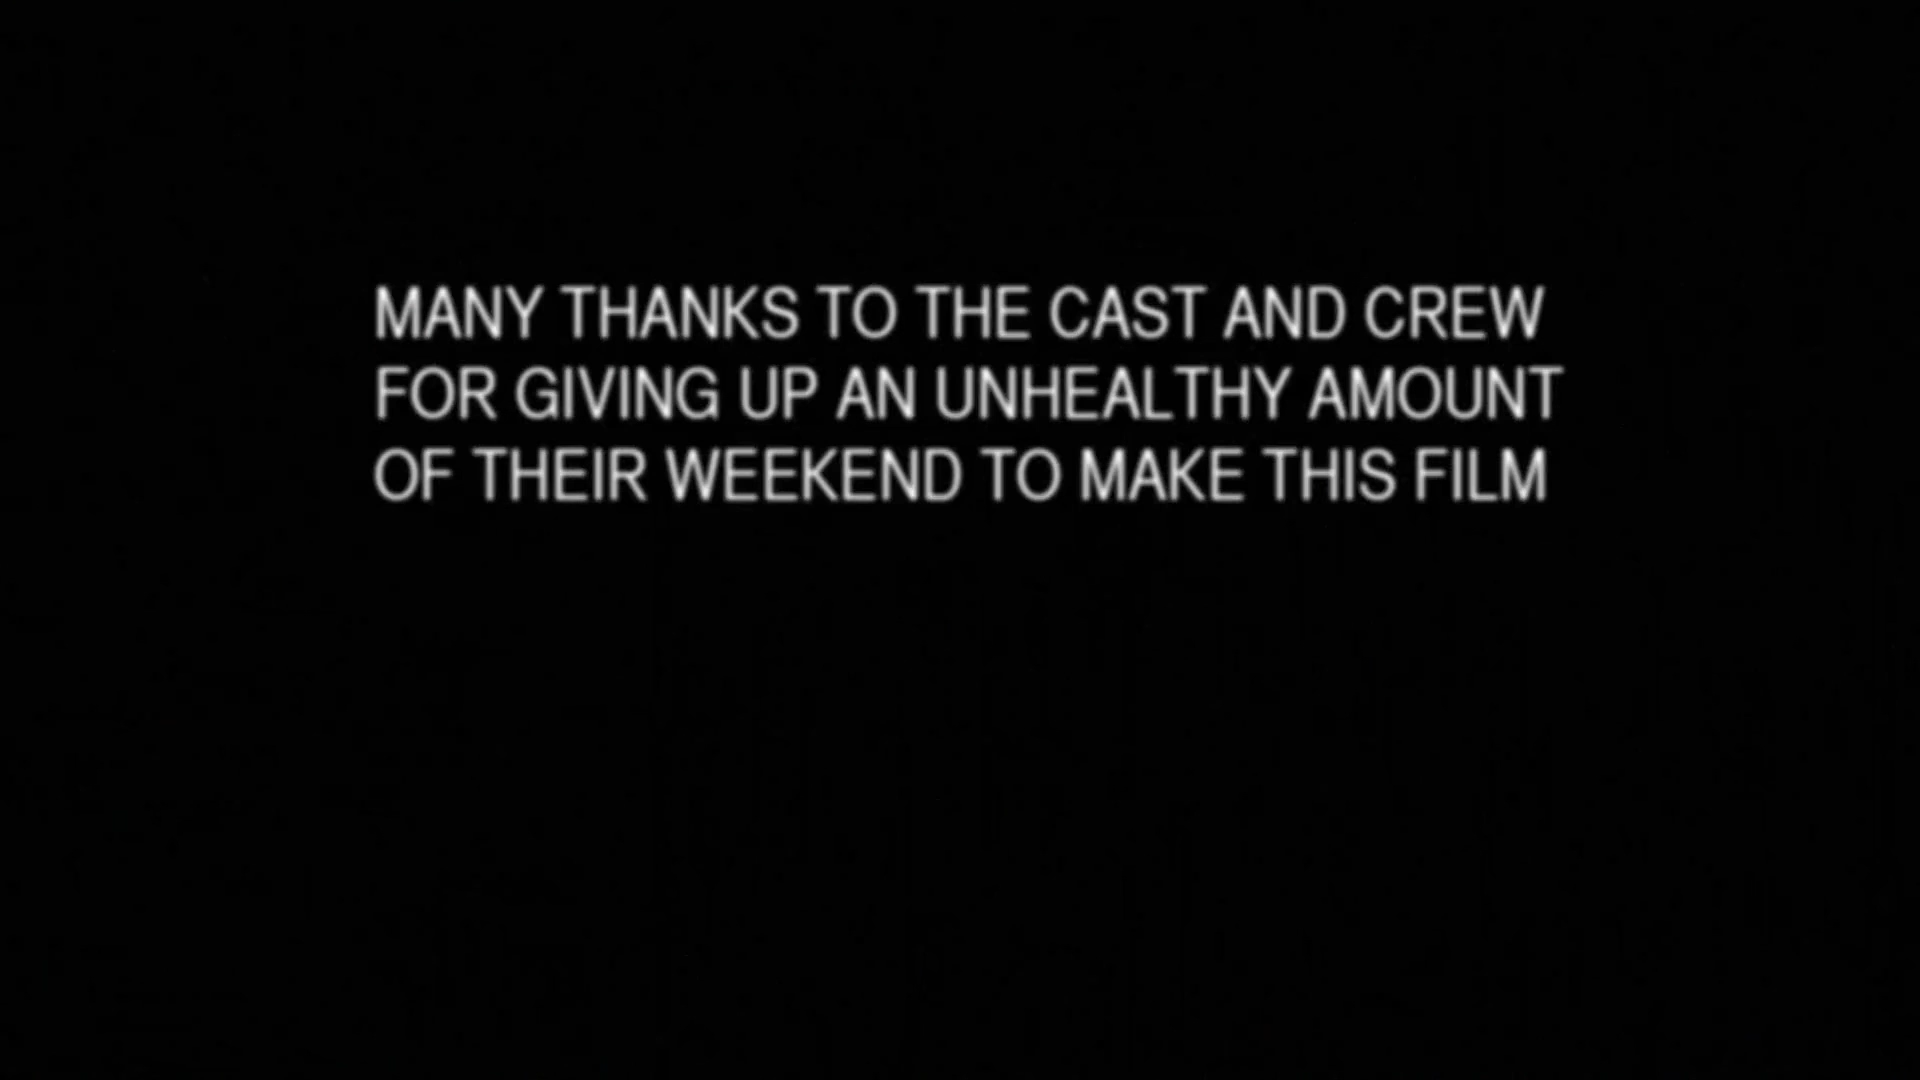 MANY THANKS TO THE CAST AND CREW
FOR GIVING UP AN UNHEALTHY AMOUNT
OF THEIR WEEKEND TO MAKE THIS FILM